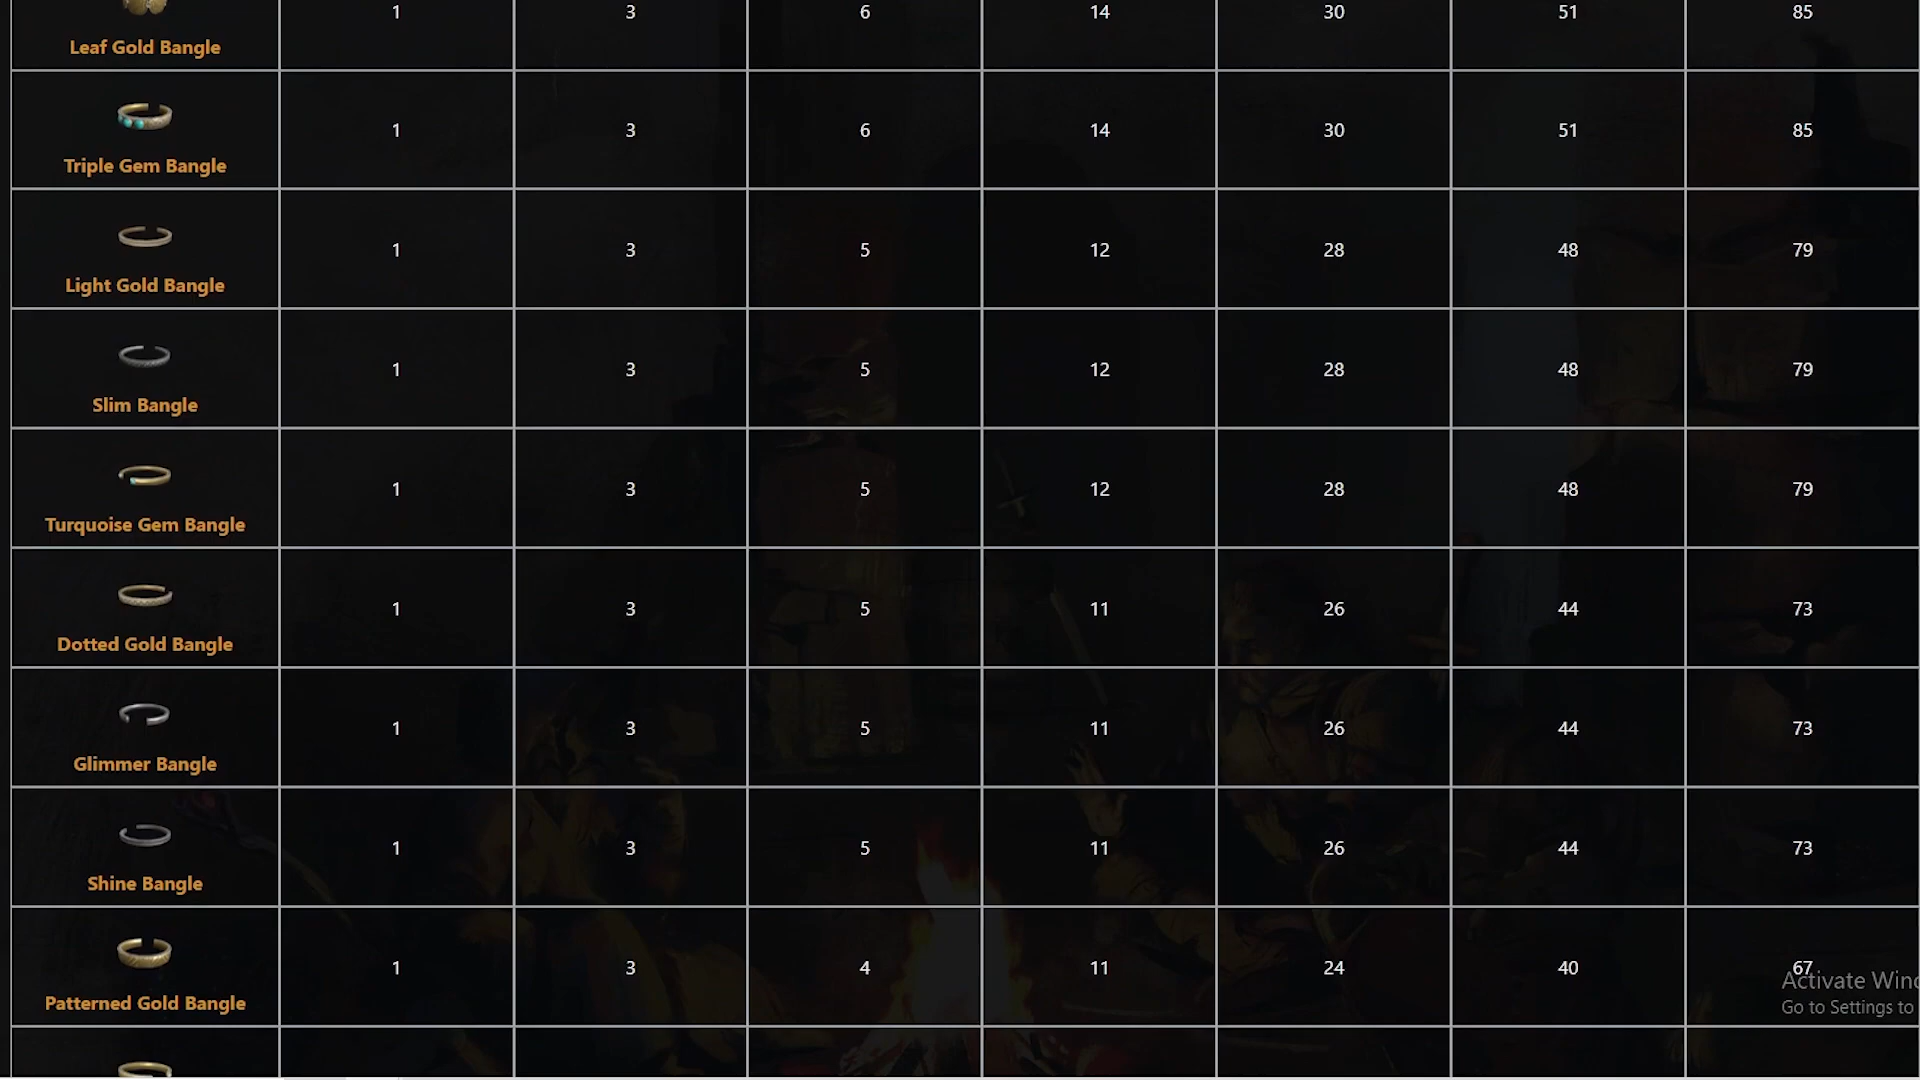 1 3 6 14 30 51 85
Leaf Gold Bangle
1 3 6 14 30 51 85
Triple Gem Bangle
1 3 5 12 28 48 79
Light Gold Bangle
1 3 5 12 28 48 79
Slim Bangle
1 3 5 12 28 48 79
Turquoise Gem Bangle
1 3 5 11 26 44 73
Dotted Gold Bangle
1 3 5 11 26 44 73
Glimmer Bangle
1 3 5 11 26 44 73
Shine Bangle
1 3 4 11 24 40 67
Patterned Gold Bangle
Activate Wind
Go to Settings to